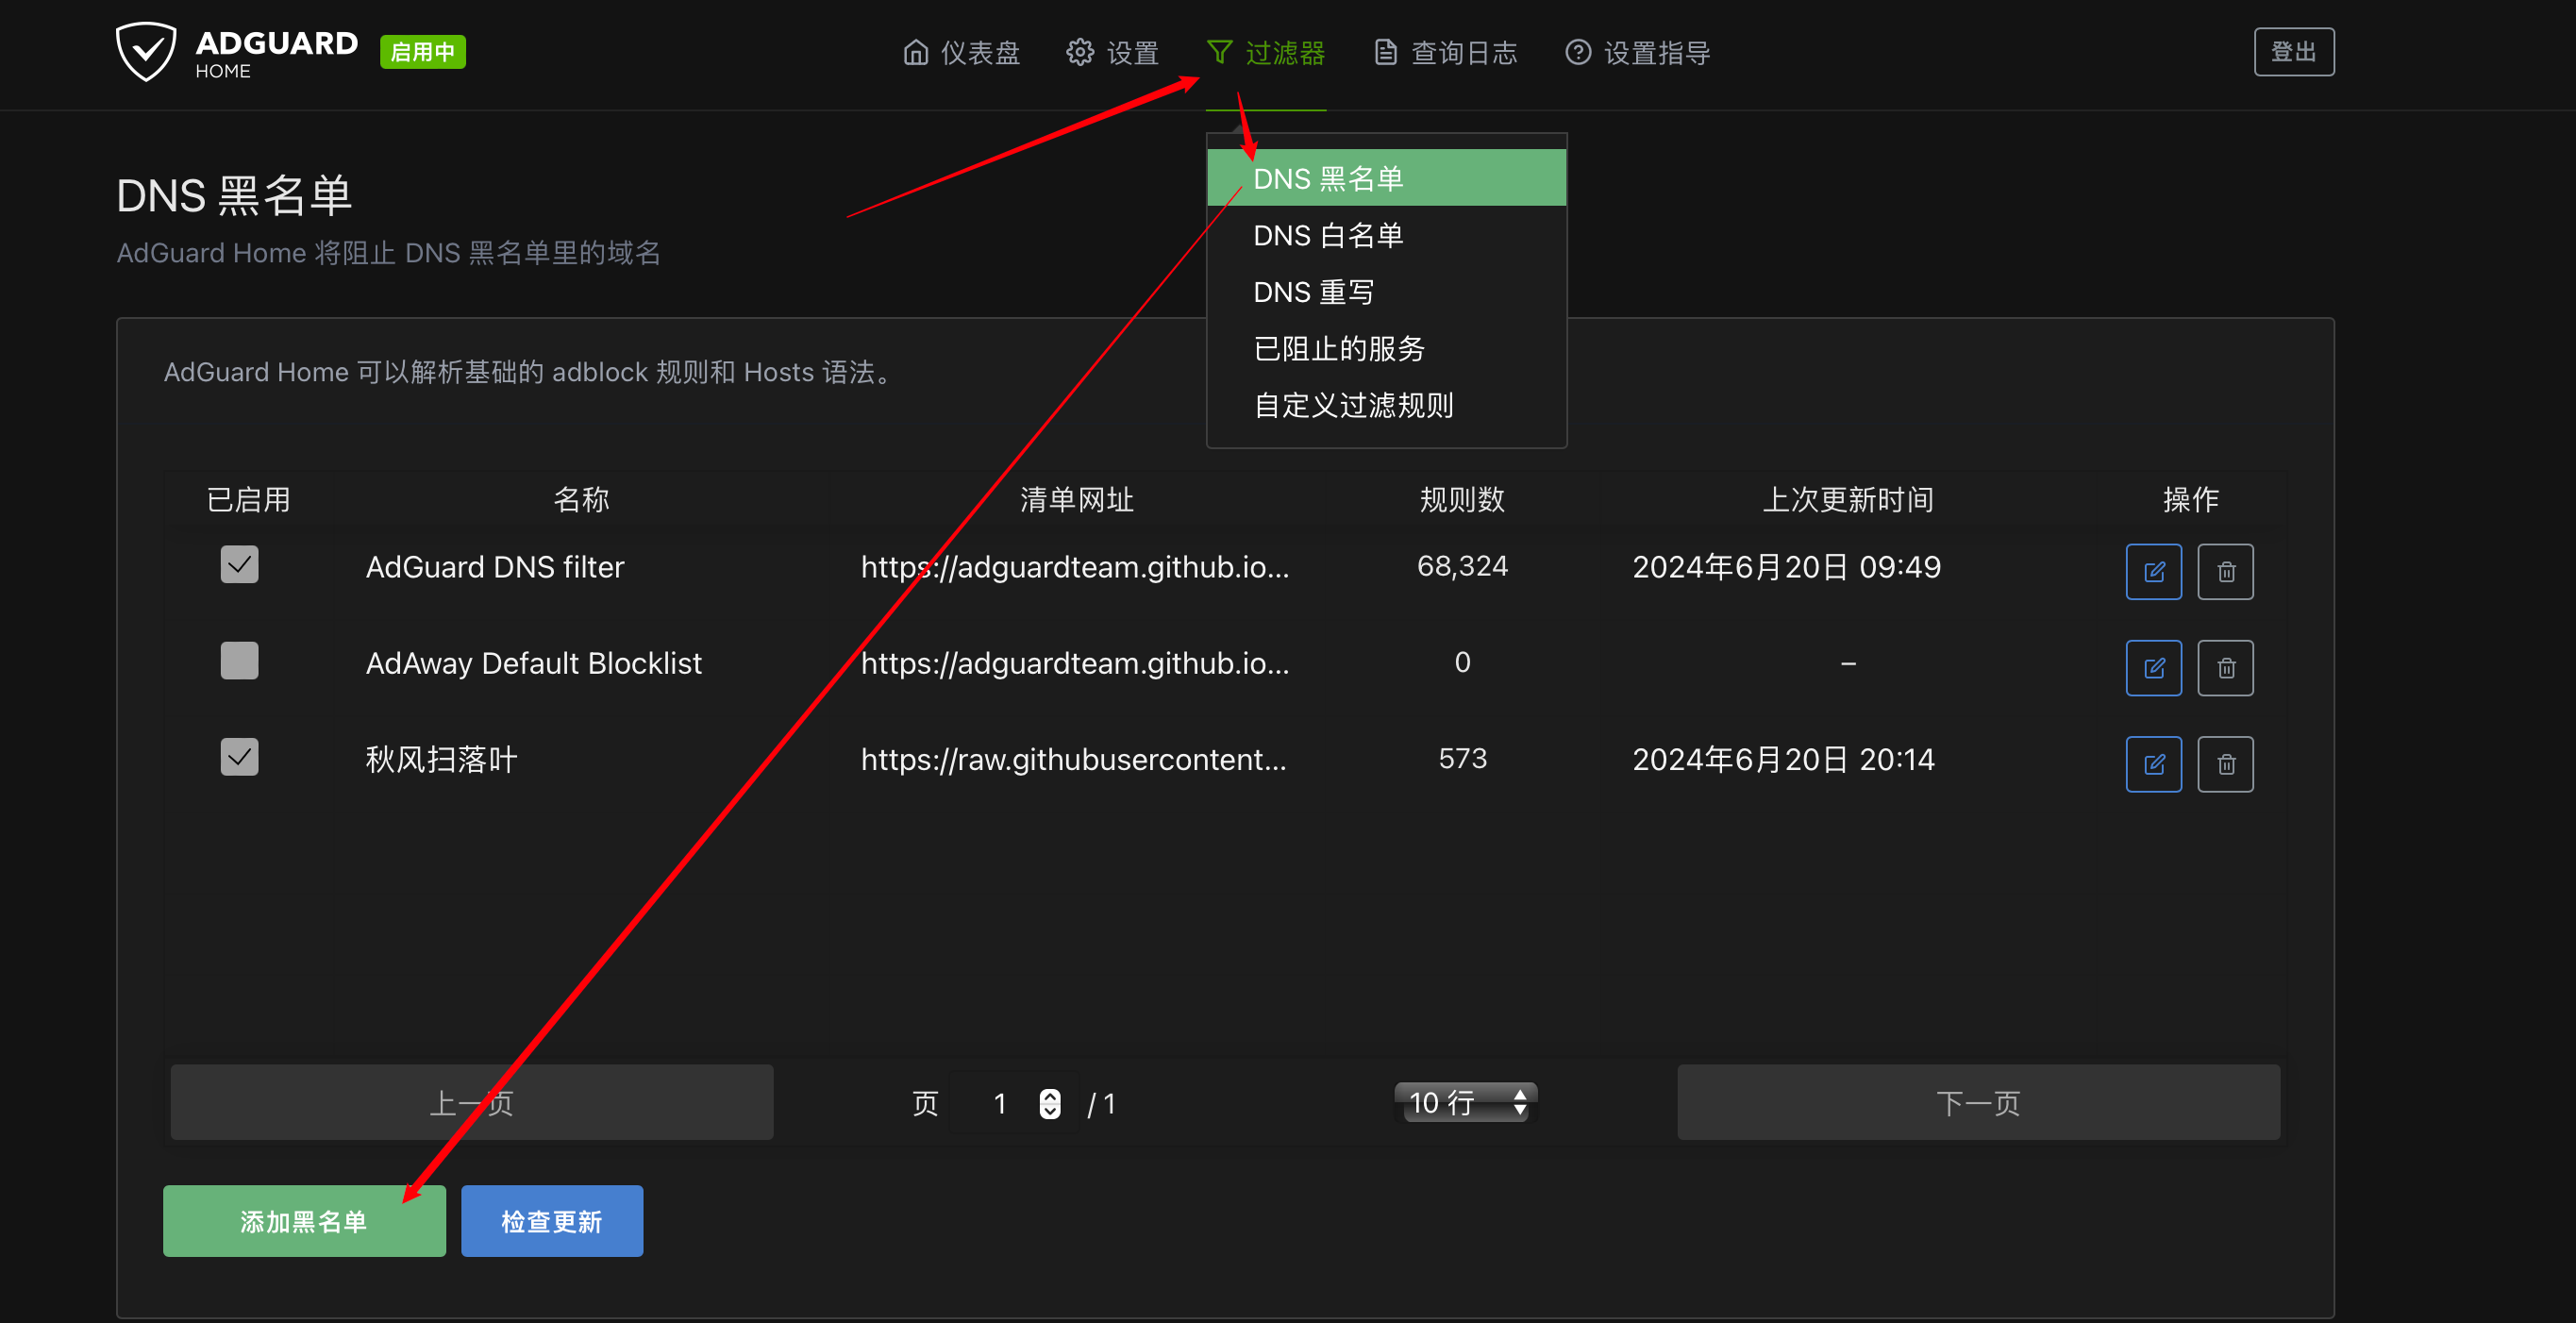 ADGUARD
HOME
启用中
仪表盘
设置
过滤器
查询日志
设置指导
登出
DNS 黑名单
DNS 白名单
DNS 重写
已阻止的服务
自定义过滤规则
DNS 黑名单
AdGuard Home 将阻止 DNS 黑名单里的域名
AdGuard Home 可以解析基础的 adblock 规则和 Hosts 语法。
已启用 名称 清单网址 规则数 上次更新时间 操作
AdGuard DNS filter https://adguardteam.github.io... 68,324 2024年6月20日 09:49
AdAway Default Blocklist https://adguardteam.github.io... 0 –
秋风扫落叶 https://raw.githubusercontent... 573 2024年6月20日 20:14
上一页 页 1 / 1 10 行 下一页
添加黑名单 检查更新